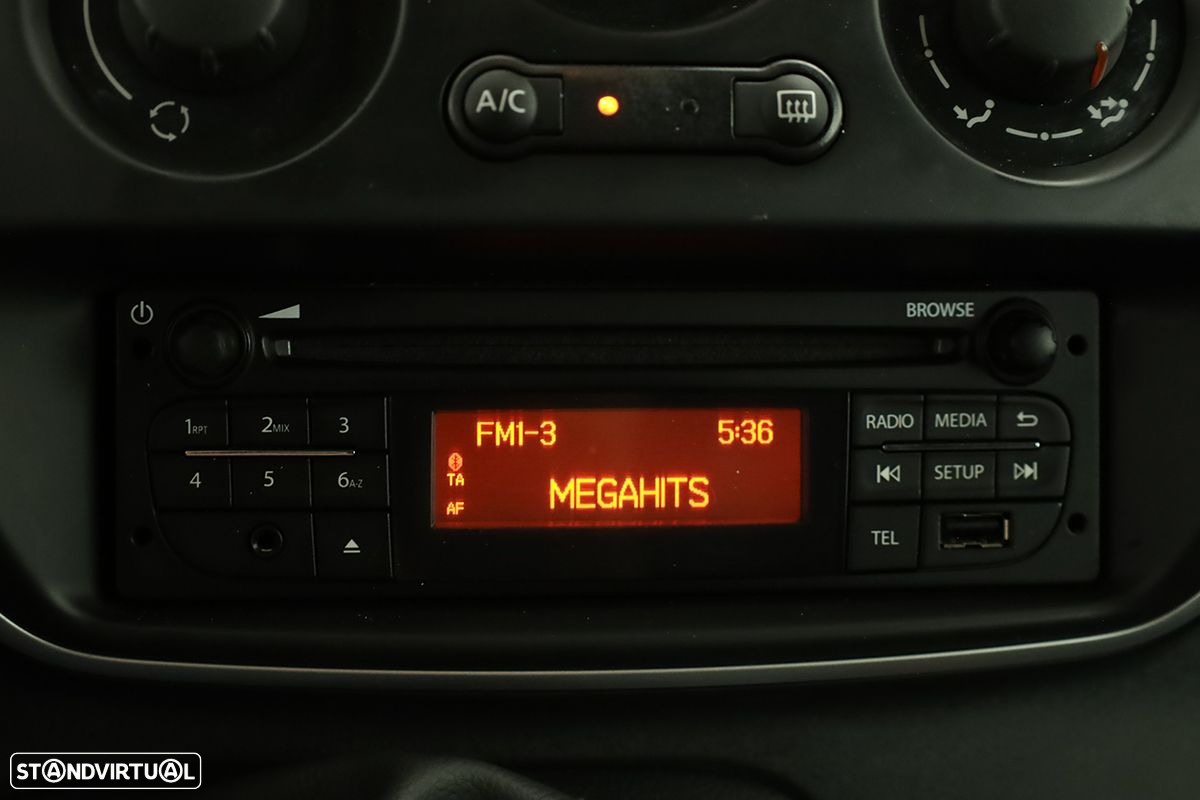 A/C
BROWSE
1RPT 2MIX 3
4 5 6A-Z
FM1-3 5:36
TA
AF
MEGAHITS
RADIO MEDIA
SETUP
TEL
STANDVIRTUAL